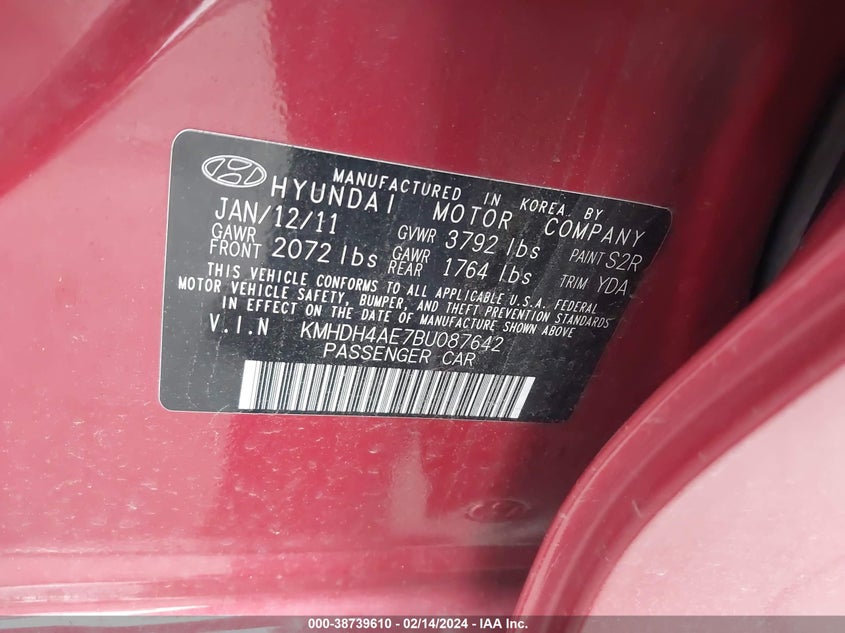 MANUFACTURED IN KOREA BY
HYUNDAI MOTOR COMPANY
JAN/12/11 GVWR 3792 lbs PAINT S2R
GAWR FRONT 2072 lbs GAWR REAR 1764 lbs TRIM YDA
THIS VEHICLE CONFORMS TO ALL APPLICABLE U.S.A. FEDERAL
MOTOR VEHICLE SAFETY, BUMPER, AND THEFT PREVENTION STANDARDS
IN EFFECT ON THE DATE OF MANUFACTURE SHOWN ABOVE
V.I.N KMHDH4AE7BU087642
PASSENGER CAR
000-38739610 - 02/14/2024 - IAA Inc.